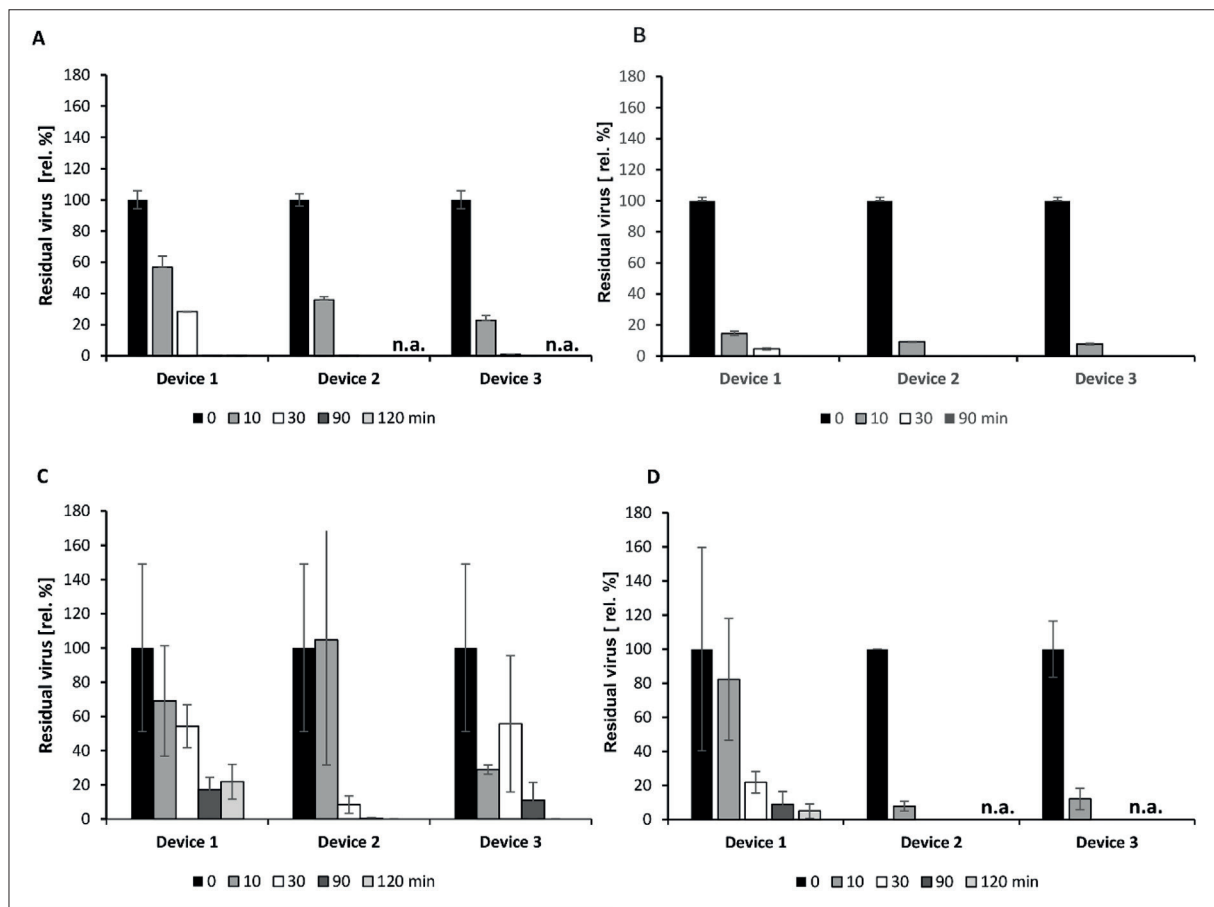 A
Residual virus [rel. %]
180
160
140
120
100
80
60
40
20
0
n.a.
n.a.
Device 1 Device 2 Device 3
0 10 30 90 120 min
B
Residual virus [ rel. %]
180
160
140
120
100
80
60
40
20
0
Device 1 Device 2 Device 3
0 10 30 90 min
C
Residual virus [rel. %]
180
160
140
120
100
80
60
40
20
0
Device 1 Device 2 Device 3
0 10 30 90 120 min
D
Residual virus [ rel. %]
180
160
140
120
100
80
60
40
20
0
n.a.
n.a.
Device 1 Device 2 Device 3
0 10 30 90 120 min